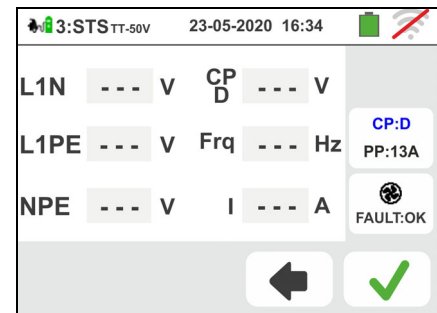 3:STS TT-50V 23-05-2020 16:34
L1N --- V CP D --- V
L1PE --- V Frq --- Hz
NPE --- V I --- A
CP:D
PP:13A
FAULT:OK